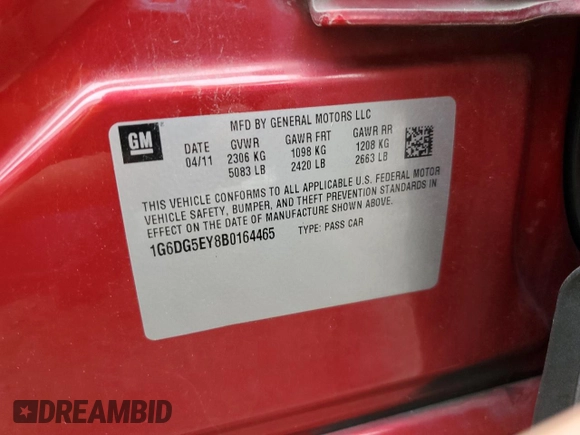 MFD BY GENERAL MOTORS LLC
GM DATE GVWR GAWR FRT GAWR RR
04/11 2306 KG 1098 KG 1208 KG
5083 LB 2420 LB 2663 LB
THIS VEHICLE CONFORMS TO ALL APPLICABLE U.S. FEDERAL MOTOR
VEHICLE SAFETY, BUMPER, AND THEFT PREVENTION STANDARDS IN
EFFECT ON THE DATE OF MANUFACTURE SHOWN ABOVE.
1G6DG5EY8B0164465 TYPE: PASS CAR
DREAMBID